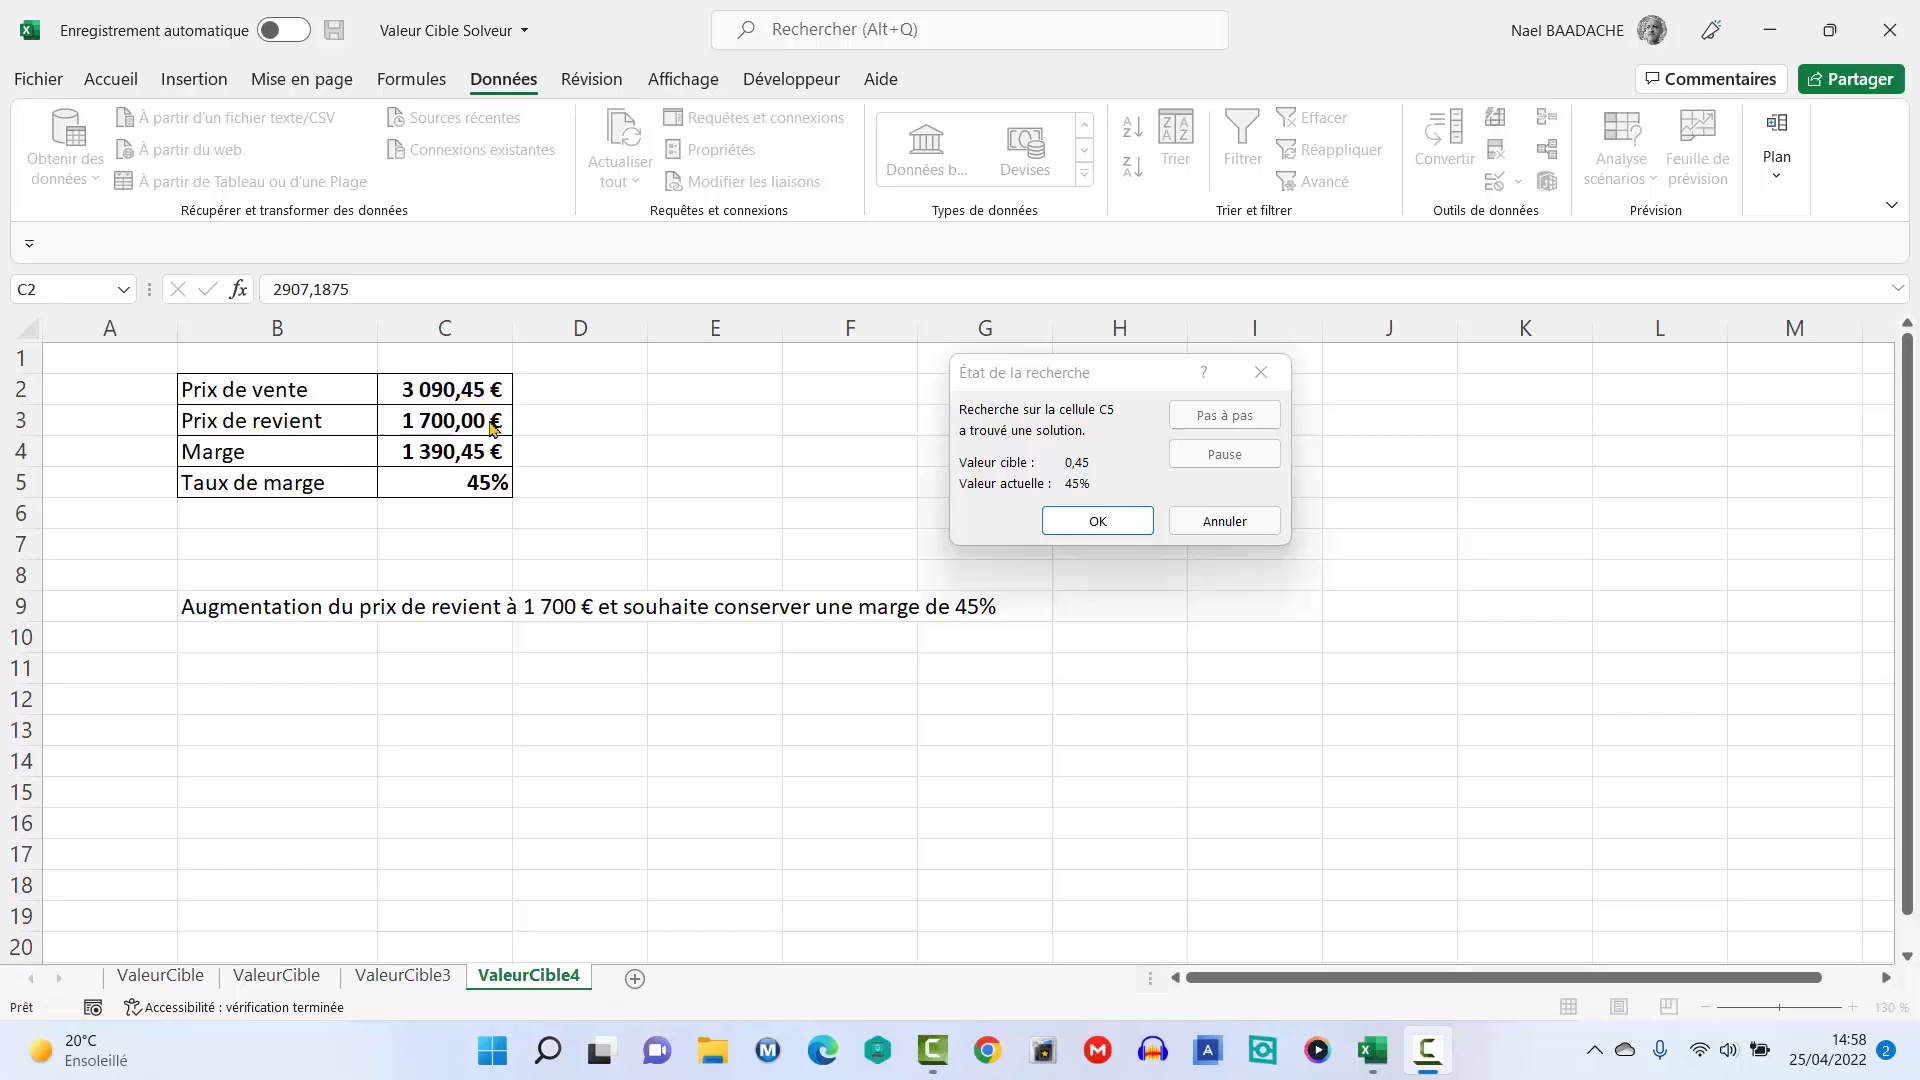 Enregistrement automatique
Valeur Cible Solveur
Rechercher (Alt+Q)
Nael BAADACHE
Fichier Accueil Insertion Mise en page Formules Données Révision Affichage Développeur Aide
Commentaires
Partager
Obtenir des données
À partir d'un fichier texte/CSV
À partir du web
À partir de Tableau ou d'une Plage
Sources récentes
Connexions existantes
Récupérer et transformer des données
Actualiser tout
Requêtes et connexions
Propriétés
Modifier les liaisons
Requêtes et connexions
Données b...
Devises
Types de données
Trier
Filtrer
Effacer
Réappliquer
Avancé
Trier et filtrer
Convertir
Outils de données
Analyse scénarios
Feuille de prévision
Prévision
Plan
C2
fx
2907,1875
A B C D E F G H I J K L M
1
2 Prix de vente 3 090,45 €
3 Prix de revient 1 700,00 €
4 Marge 1 390,45 €
5 Taux de marge 45%
6
7
8
9 Augmentation du prix de revient à 1 700 € et souhaite conserver une marge de 45%
10
11
12
13
14
15
16
17
18
19
20
État de la recherche
?
Recherche sur la cellule C5
a trouvé une solution.
Valeur cible : 0,45
Valeur actuelle : 45%
Pas à pas
Pause
OK
Annuler
ValeurCible ValeurCible ValeurCible3 ValeurCible4
Prêt
Accessibilité : vérification terminée
130 %
20°C
Ensoleillé
14:58
25/04/2022
2